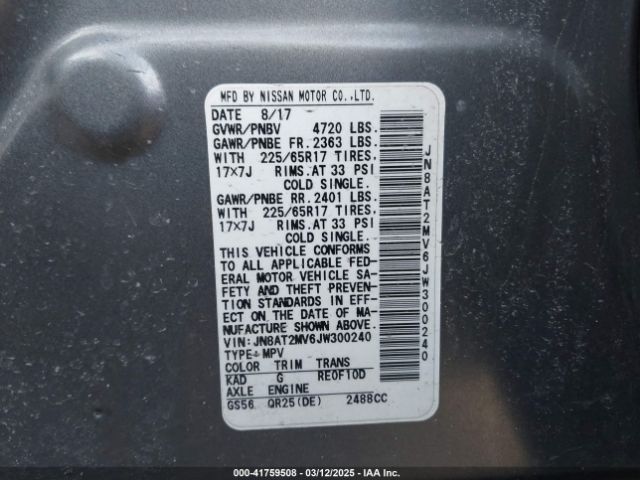 MFD BY NISSAN MOTOR CO.,LTD.
DATE 8/17
GVWR/PNBV 4720 LBS.
GAWR/PNBE FR. 2363 LBS.
WITH 225/65R17 TIRES,
17X7J RIMS.AT 33 PSI
COLD SINGLE.
GAWR/PNBE RR. 2401 LBS.
WITH 225/65R17 TIRES,
17X7J RIMS.AT 33 PSI
COLD SINGLE.
THIS VEHICLE CONFORMS
TO ALL APPLICABLE FED-
ERAL MOTOR VEHICLE SA-
FETY AND THEFT PREVEN-
TION STANDARDS IN EFF-
ECT ON THE DATE OF MA-
NUFACTURE SHOWN ABOVE.
VIN: JN8AT2MV6JW300240
TYPE: MPV
COLOR TRIM TRANS
KAD G RE0F10D
AXLE ENGINE
GS56 QR25(DE) 2488CC
JN8AT2MV6JW300240
000-41759508 - 03/12/2025 - IAA Inc.